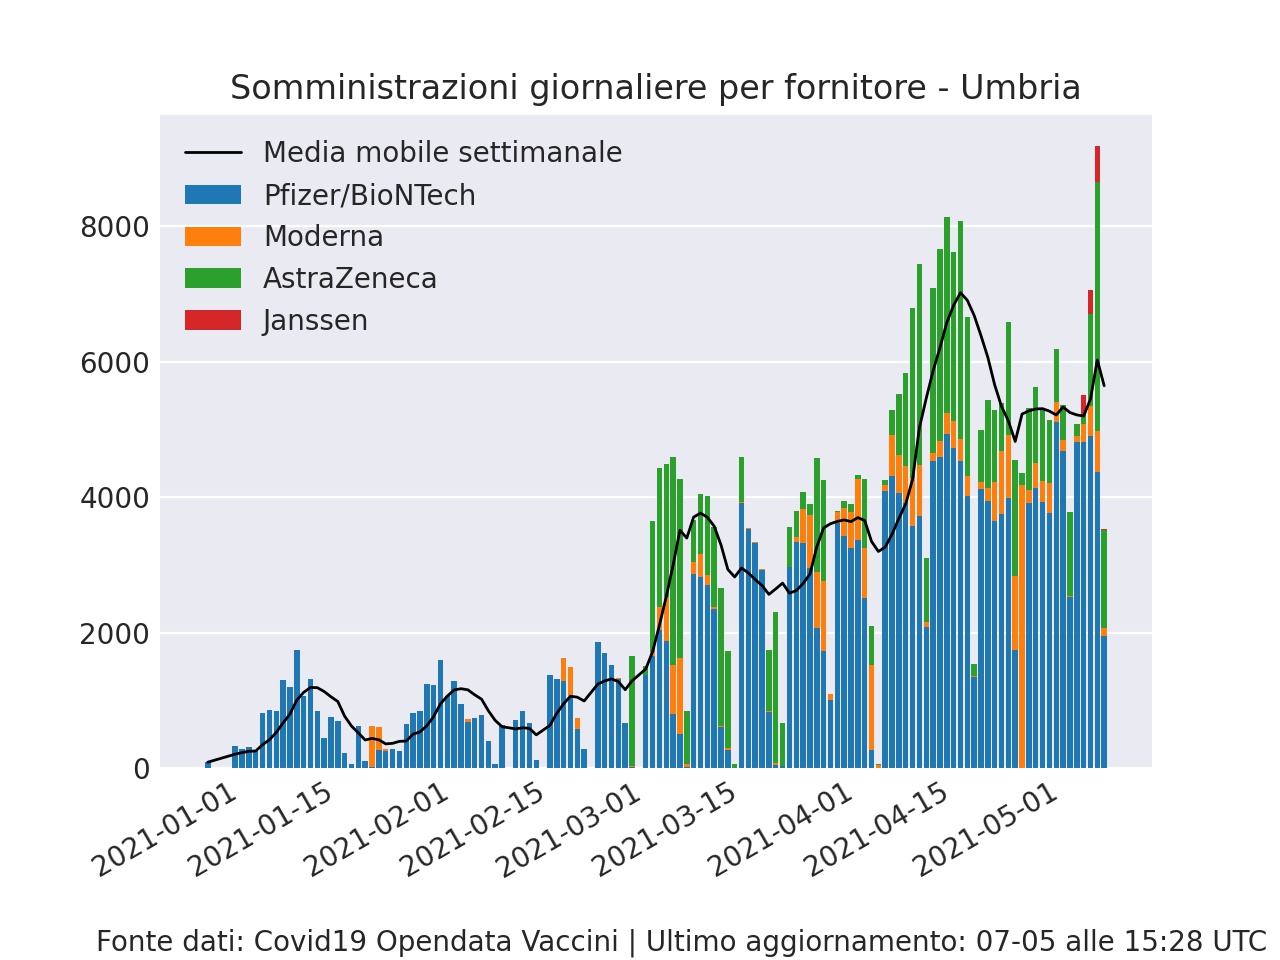 Somministrazioni giornaliere per fornitore - Umbria
Media mobile settimanale
Pfizer/BioNTech
Moderna
AstraZeneca
Janssen
8000
6000
4000
2000
0
2021-01-01
2021-01-15
2021-02-01
2021-02-15
2021-03-01
2021-03-15
2021-04-01
2021-04-15
2021-05-01
Fonte dati: Covid19 Opendata Vaccini | Ultimo aggiornamento: 07-05 alle 15:28 UTC